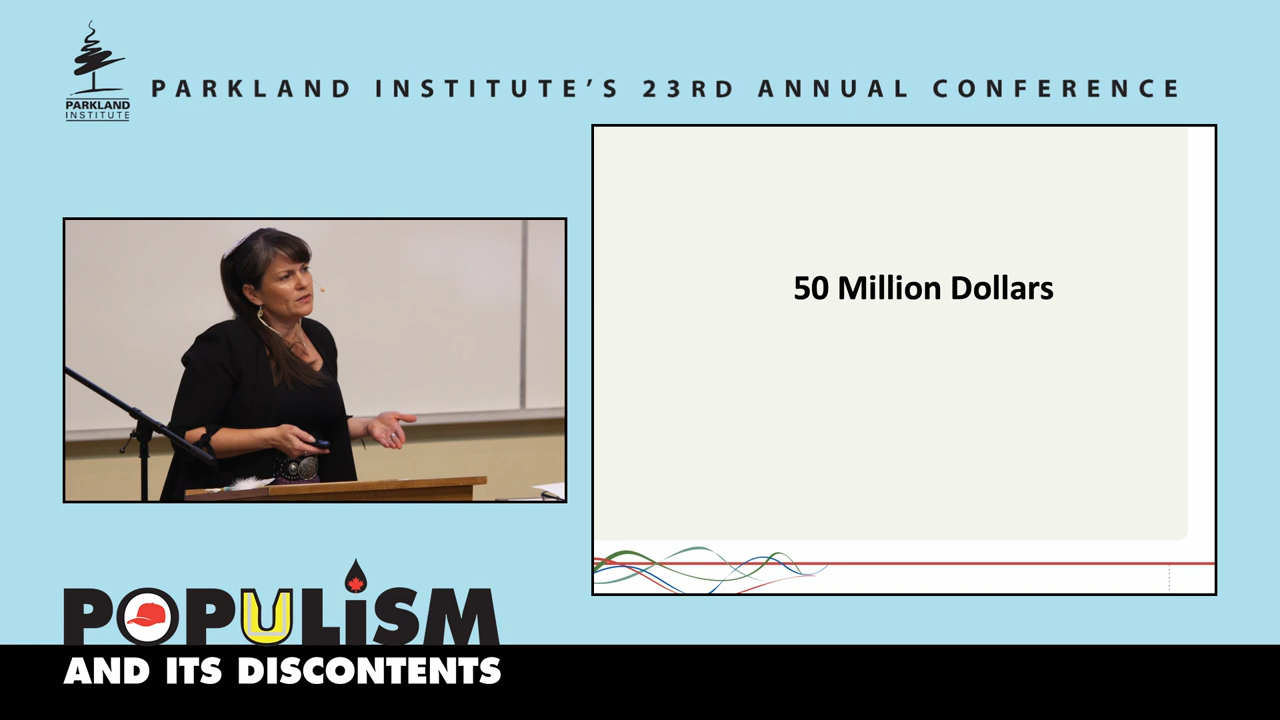 PARKLAND
INSTITUTE
PARKLAND INSTITUTE'S 23RD ANNUAL CONFERENCE
50 Million Dollars
POPULiSM
AND ITS DISCONTENTS